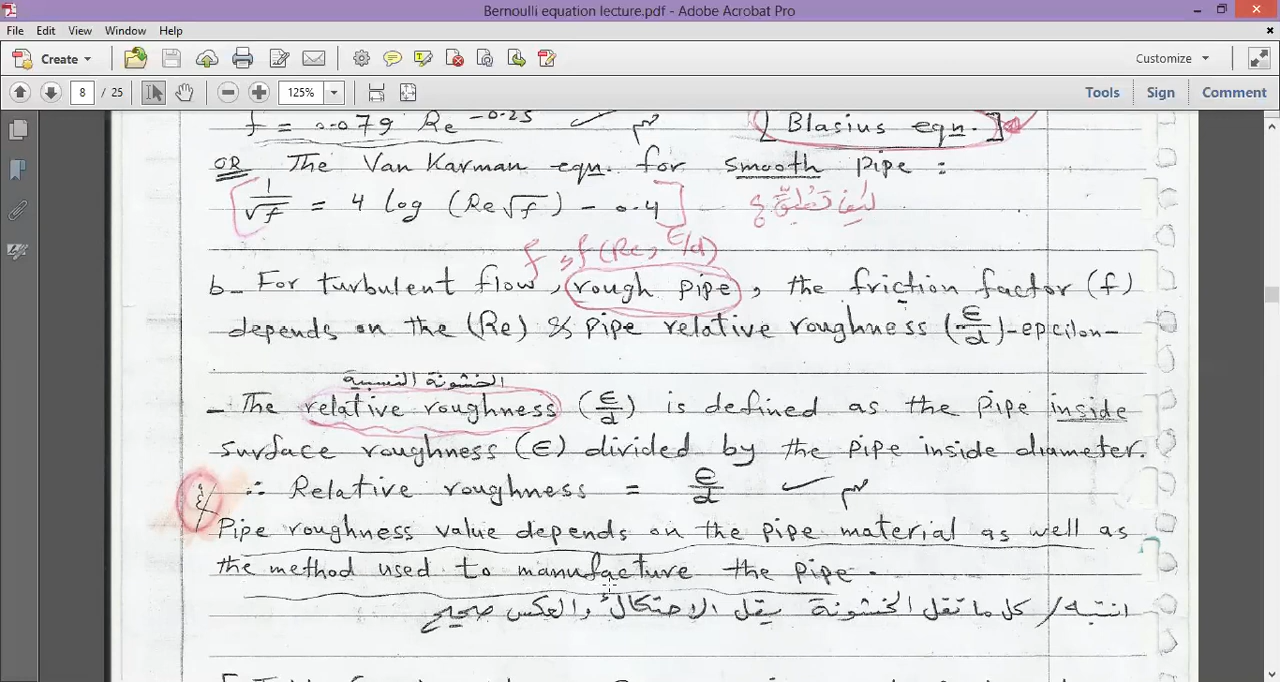 Bernoulli equation lecture.pdf - Adobe Acrobat Pro
File Edit View Window Help
Create Customize
8 / 25 125% Tools Sign Comment
f = 0.079 Re -0.25 [Blasius eqn.]
OR The Van Karman eqn. for smooth pipe :
1/√f = 4 log (Re√f) - 0.4 كيف تطبق؟
f = f(Re, ε/d)
b- For turbulent flow, rough pipe, the friction factor (f)
depends on the (Re) & pipe relative roughness (ε/d)-epcilon-
الخشونة النسبية
- The relative roughness (ε/d) is defined as the pipe inside
surface roughness (ε) divided by the pipe inside diameter.
∴ Relative roughness = ε/d
Pipe roughness value depends on the pipe material as well as
the method used to manufacture the pipe.
انتبه/ كل ما تقل الخشونة يقل الاحتكاك والعكس صحيح